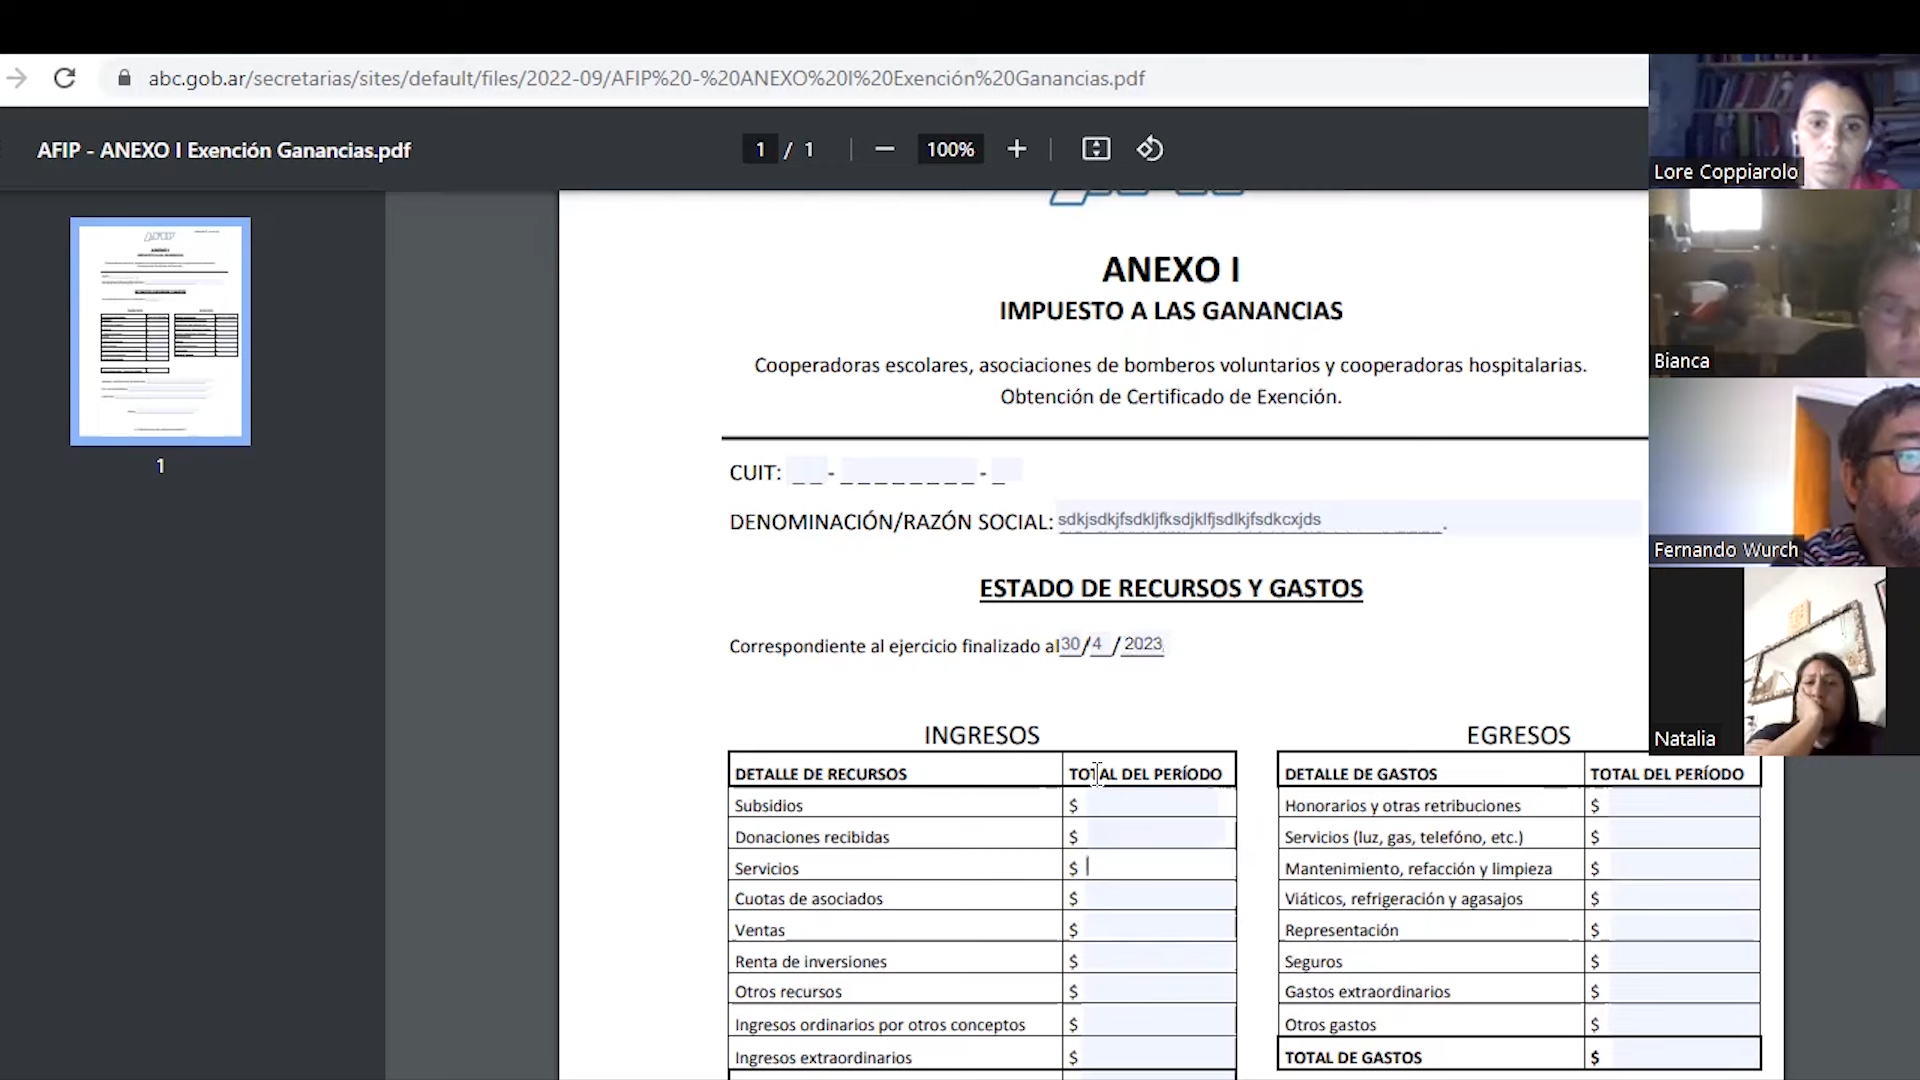 abc.gob.ar/secretarias/sites/default/files/2022-09/AFIP%20-%20ANEXO%20I%20Exención%20Ganancias.pdf
AFIP - ANEXO I Exención Ganancias.pdf
1 / 1
100%
1
ANEXO I
IMPUESTO A LAS GANANCIAS
Cooperadoras escolares, asociaciones de bomberos voluntarios y cooperadoras hospitalarias.
Obtención de Certificado de Exención.
CUIT: _ _ - _ _ _ _ _ _ _ _ - _
DENOMINACIÓN/RAZÓN SOCIAL: sdkjsdkjfsdkljfksdjklfjsdlkjfsdkcxjds.
ESTADO DE RECURSOS Y GASTOS
Correspondiente al ejercicio finalizado al 30/4/2023
INGRESOS EGRESOS
DETALLE DE RECURSOS TOTAL DEL PERÍODO DETALLE DE GASTOS TOTAL DEL PERÍODO
Subsidios $ Honorarios y otras retribuciones $
Donaciones recibidas $ Servicios (luz, gas, telefóno, etc.) $
Servicios $ Mantenimiento, refacción y limpieza $
Cuotas de asociados $ Viáticos, refrigeración y agasajos $
Ventas $ Representación $
Renta de inversiones $ Seguros $
Otros recursos $ Gastos extraordinarios $
Ingresos ordinarios por otros conceptos $ Otros gastos $
Ingresos extraordinarios $ TOTAL DE GASTOS $
Lore Coppiarolo
Bianca
Fernando Wurch
Natalia